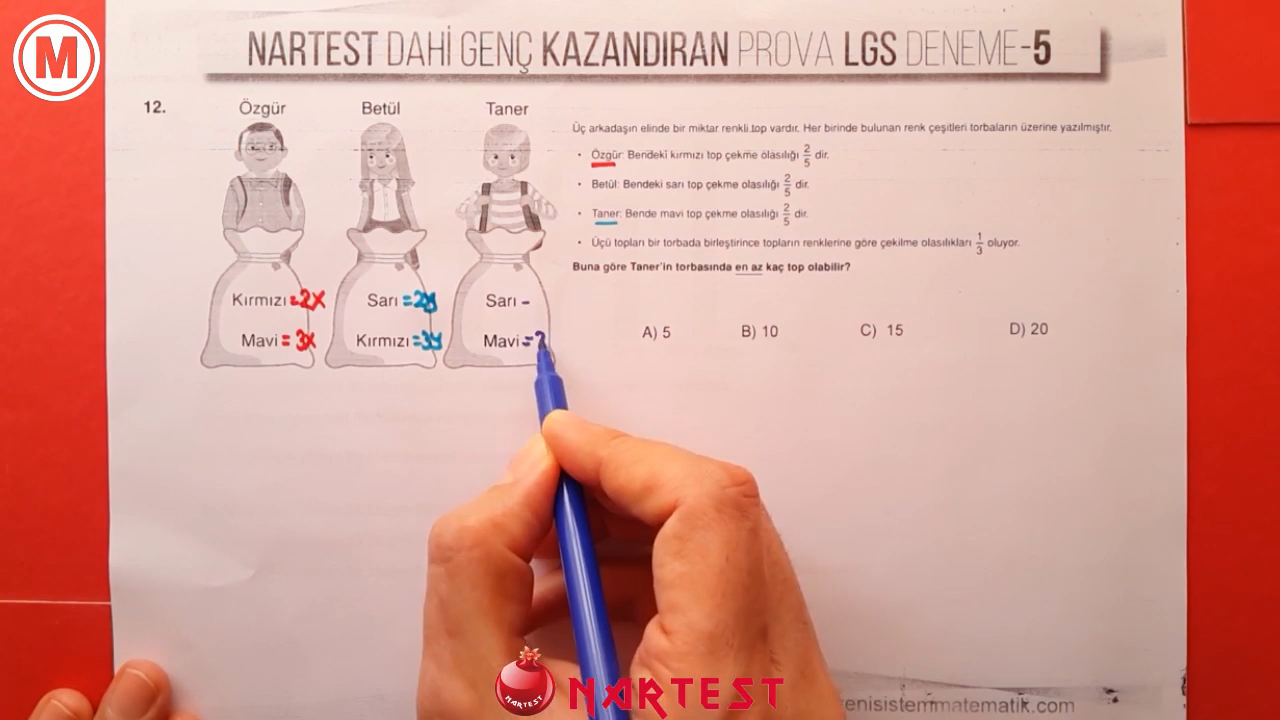 M
NARTEST DAHİ GENÇ KAZANDIRAN PROVA LGS DENEME-5
12.
Özgür Betül Taner
Kırmızı =2x
Mavi = 3x
Sarı =2y
Kırmızı =3y
Sarı -
Mavi =
Üç arkadaşın elinde bir miktar renkli top vardır. Her birinde bulunan renk çeşitleri torbaların üzerine yazılmıştır.
• Özgür: Bendeki kırmızı top çekme olasılığı 2/5 dir.
• Betül: Bendeki sarı top çekme olasılığı 2/5 dir.
• Taner: Bende mavi top çekme olasılığı 2/5 dir.
• Üçü topları bir torbada birleştirince topların renklerine göre çekilme olasılıkları 1/3 oluyor.
Buna göre Taner'in torbasında en az kaç top olabilir?
A) 5 B) 10 C) 15 D) 20
NARTEST
NARTEST
enisistemmatematik.com